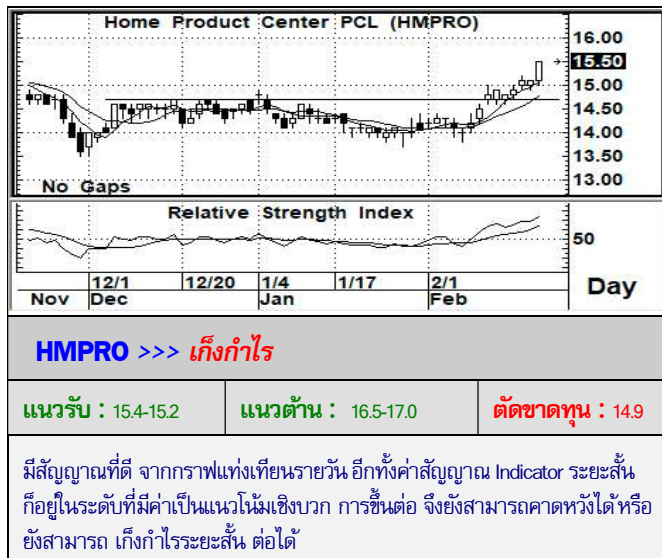 Home Product Center PCL (HMPRO)
16.00
15.50
15.00
14.50
14.00
13.50
13.00
No Gaps
Relative Strength Index
50
12/1 12/20 1/4 1/17 2/1
Nov Dec Jan Feb
Day
HMPRO >>> เก็งกำไร
แนวรับ : 15.4-15.2 แนวต้าน : 16.5-17.0 ตัดขาดทุน : 14.9
มีสัญญาณที่ดี จากกราฟแท่งเทียนรายวัน อีกทั้งค่าสัญญาณ Indicator ระยะสั้น
ก็อยู่ในระดับที่มีค่าเป็นแนวโน้มเชิงบวก การขึ้นต่อ จึงยังสามารถคาดหวังได้หรือ
ยังสามารถ เก็งกำไรระยะสั้น ต่อได้